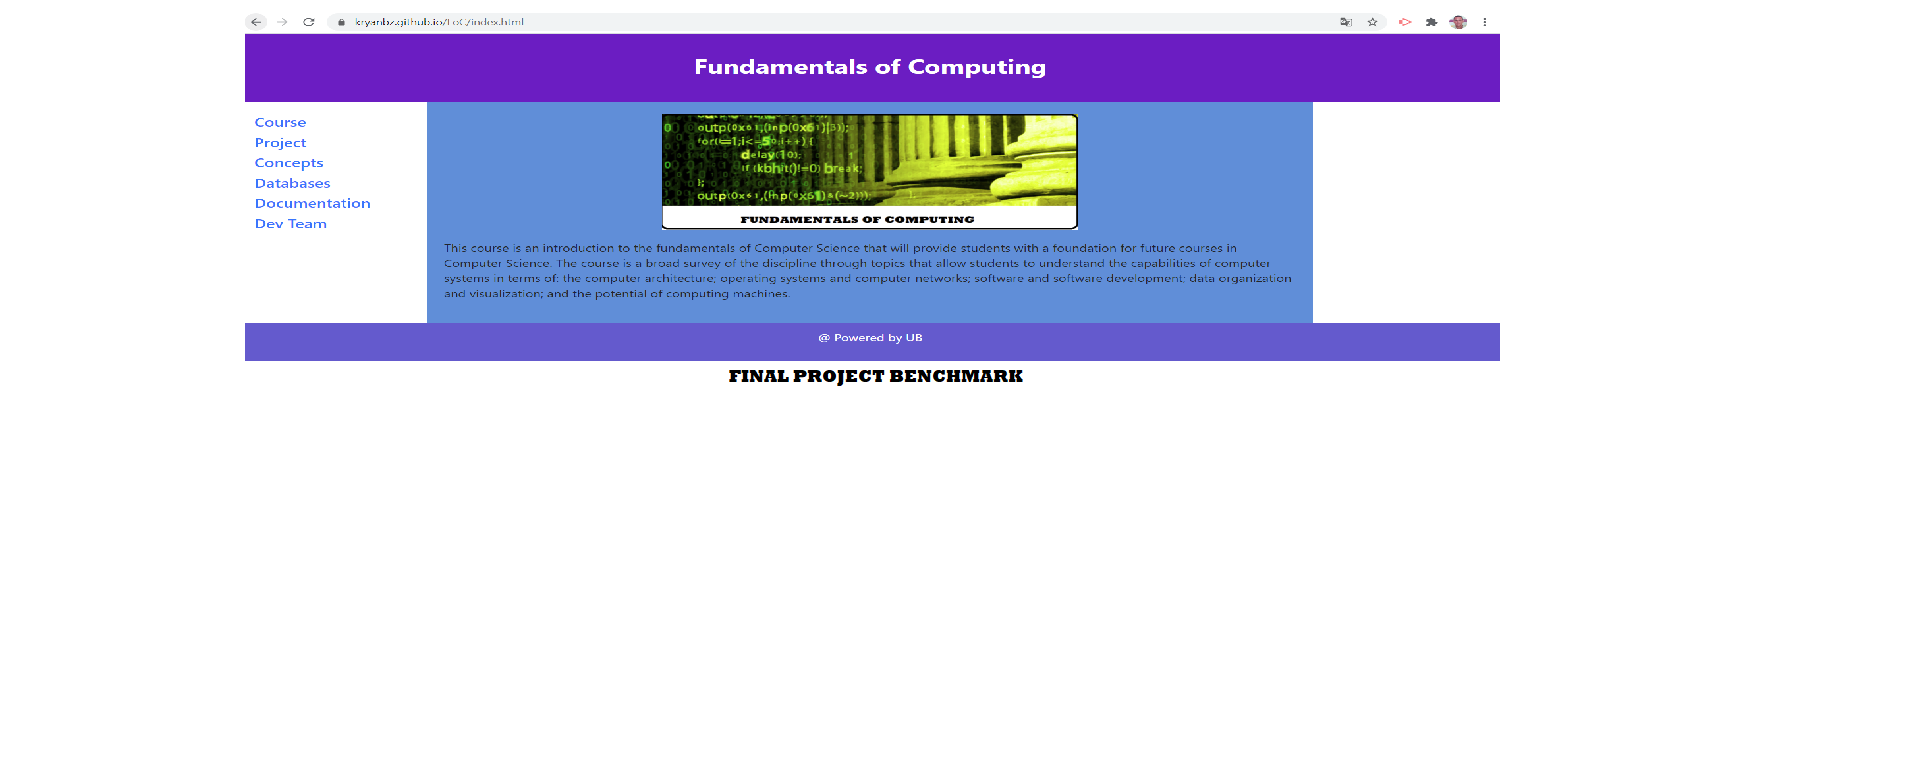 kryanbz.github.io/FoC/index.html
Fundamentals of Computing
Course
Project
Concepts
Databases
Documentation
Dev Team
outp(0x61,(inp(0x61)|3));
for(i=1;i<=50;i++) {
delay(10);
if (kbhit()!=0) break;
};
outp(0x61,(inp(0x61)&(~2)));
FUNDAMENTALS OF COMPUTING
This course is an introduction to the fundamentals of Computer Science that will provide students with a foundation for future courses in
Computer Science. The course is a broad survey of the discipline through topics that allow students to understand the capabilities of computer
systems in terms of: the computer architecture; operating systems and computer networks; software and software development; data organization
and visualization; and the potential of computing machines.
@ Powered by UB
FINAL PROJECT BENCHMARK